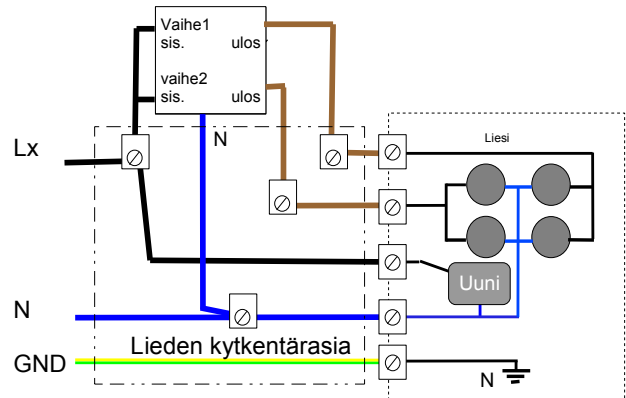 Vaihe1
sis. ulos
vaihe2
sis. ulos
N
Lx
Liesi
Uuni
N
Lieden kytkentärasia
GND
N